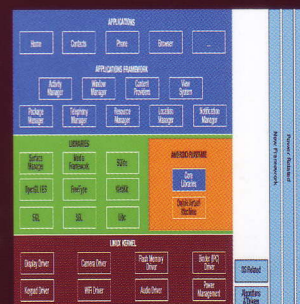 APPLICATIONS
Home
Contacts
Phone
Browser
...
APPLICATIONS FRAMEWORK
Activity Manager
Window Manager
Content Providers
View System
Package Manager
Telephony Manager
Resource Manager
Location Manager
Notification Manager
LIBRARIES
Surface Manager
Media Framework
SQLite
OpenGL|ES
FreeType
WebKit
SGL
SSL
Libc
ANDROID RUNTIME
Core Libraries
Dalvik Virtual Machine
LINUX KERNEL
Display Driver
Camera Driver
Flash Memory Driver
Binder (IPC) Driver
Keypad Driver
WiFi Driver
Audio Driver
Power Management
OS Related
Algorithms
New Framework
Power Related